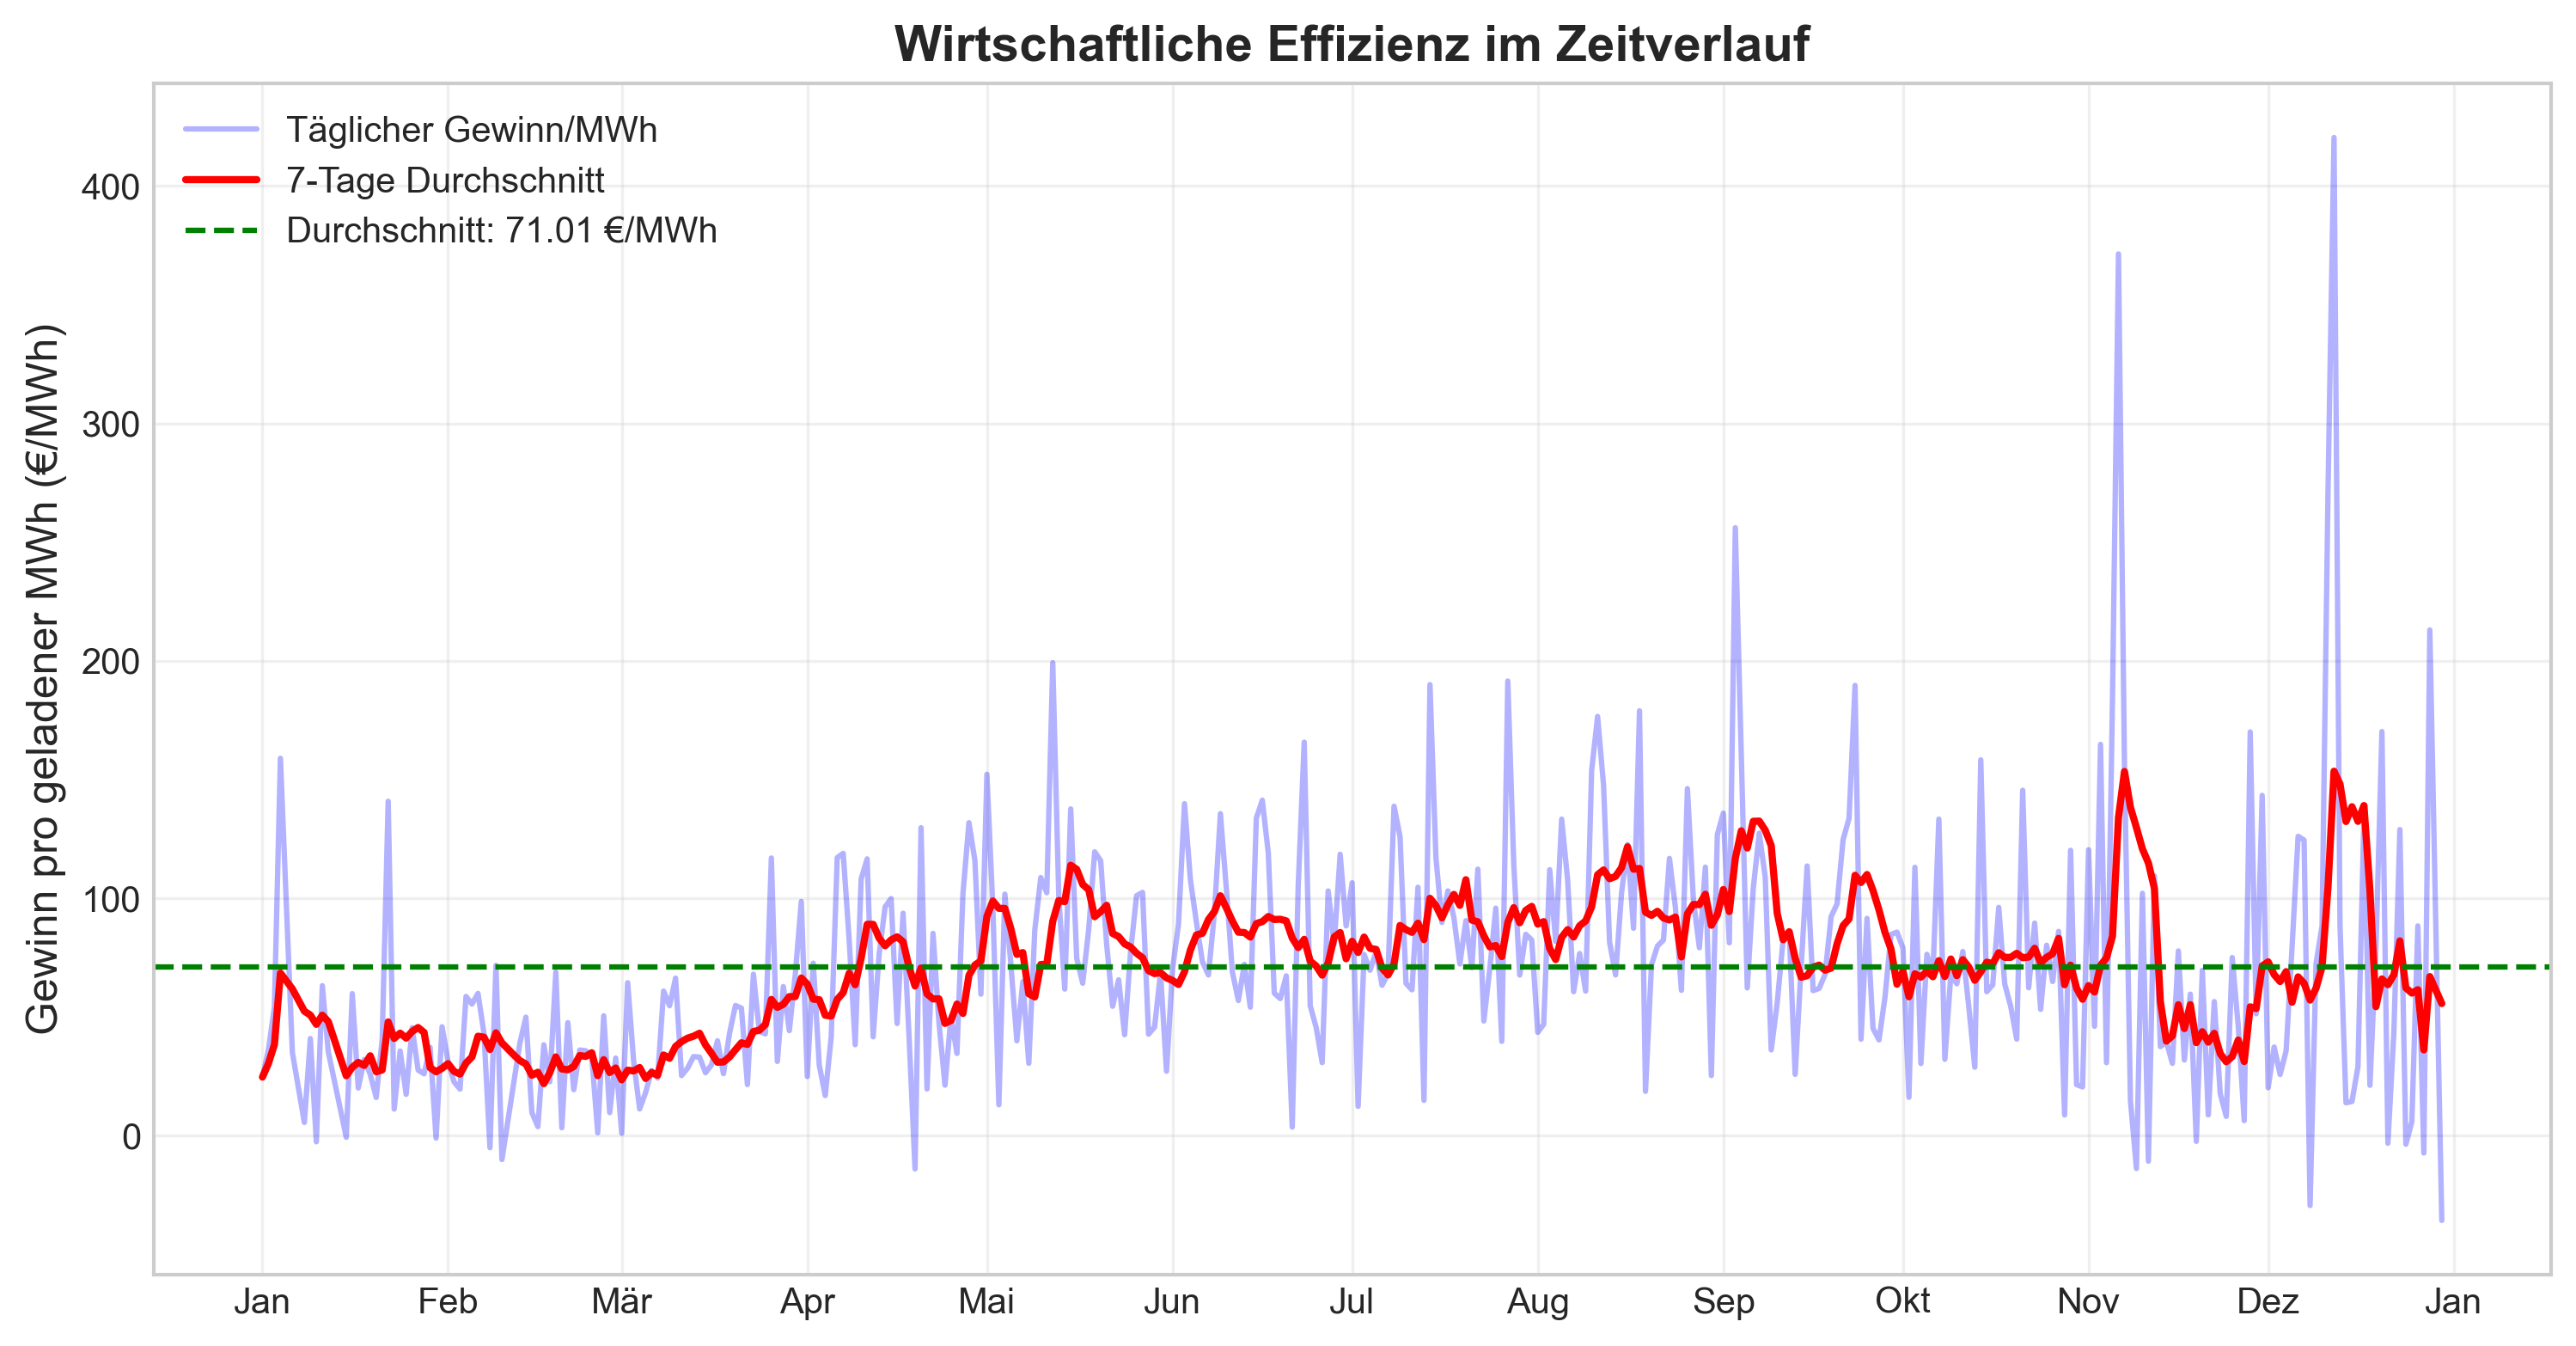 Wirtschaftliche Effizienz im Zeitverlauf
Täglicher Gewinn/MWh
7-Tage Durchschnitt
Durchschnitt: 71.01 €/MWh
Gewinn pro geladener MWh (€/MWh)
400
300
200
100
0
Jan Feb Mär Apr Mai Jun Jul Aug Sep Okt Nov Dez Jan